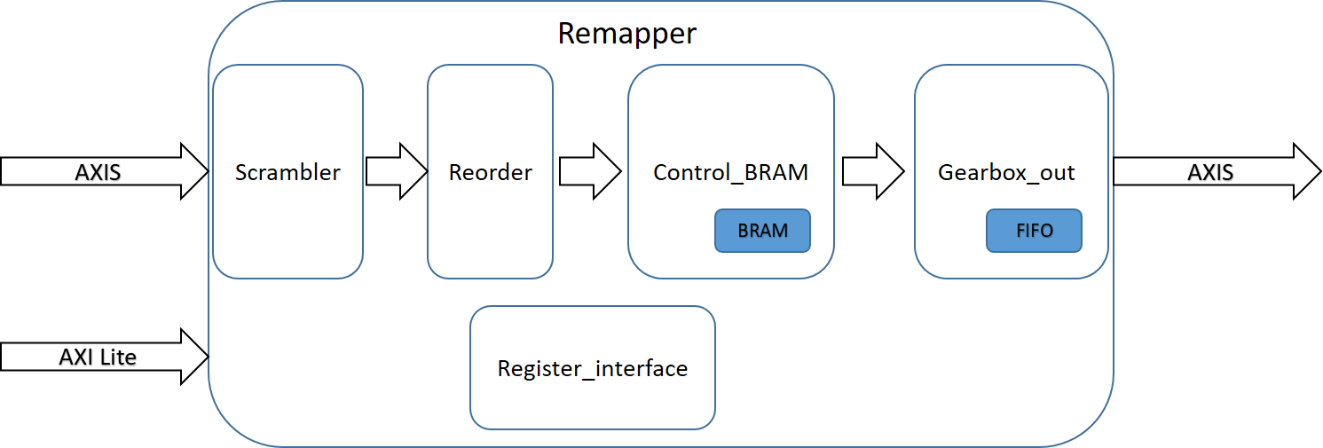 Remapper
AXIS
Scrambler
Reorder
Control_BRAM
BRAM
Gearbox_out
FIFO
AXIS
AXI Lite
Register_interface